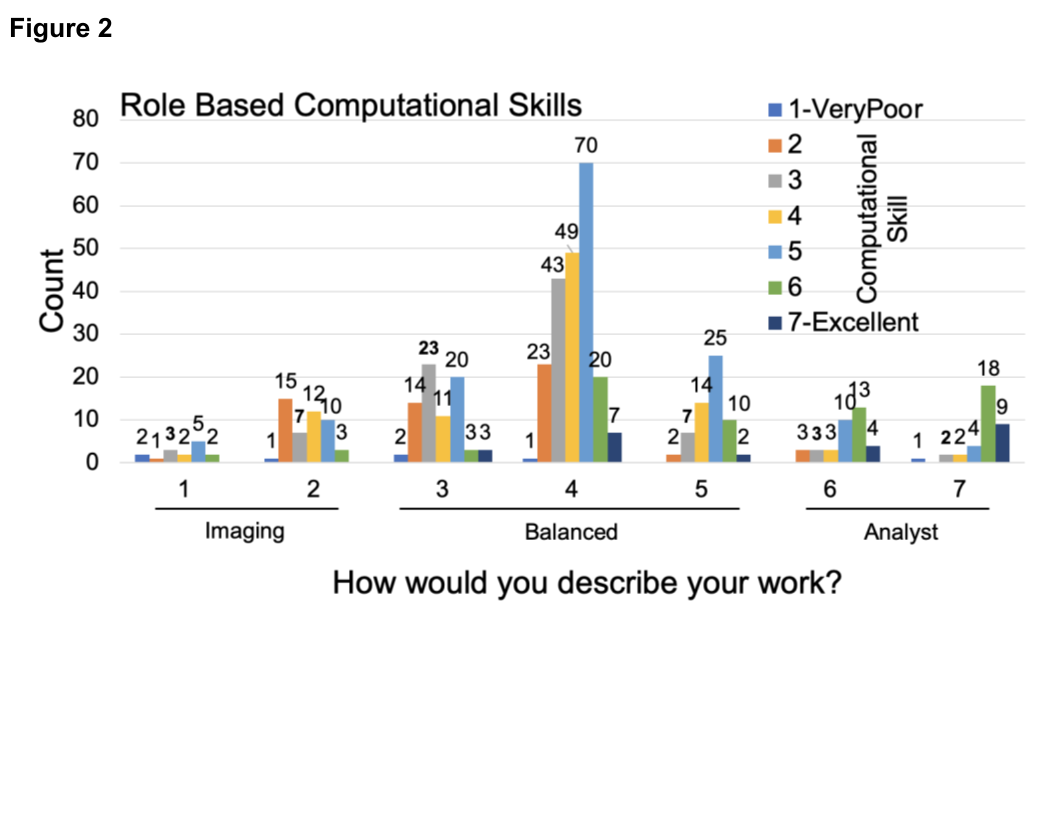 Figure 2
Role Based Computational Skills
80
70
60
50
40
30
20
10
0
Count
1-VeryPoor
2
3
4
5
6
7-Excellent
Computational
Skill
2 1 3 2 5 2
1 15 7 12 10 3
2 14 23 11 20 3 3
1 23 43 49 70 20 7
2 7 14 25 10 2
3 3 3 10 13 4
1 2 2 4 18 9
1 2 3 4 5 6 7
Imaging Balanced Analyst
How would you describe your work?